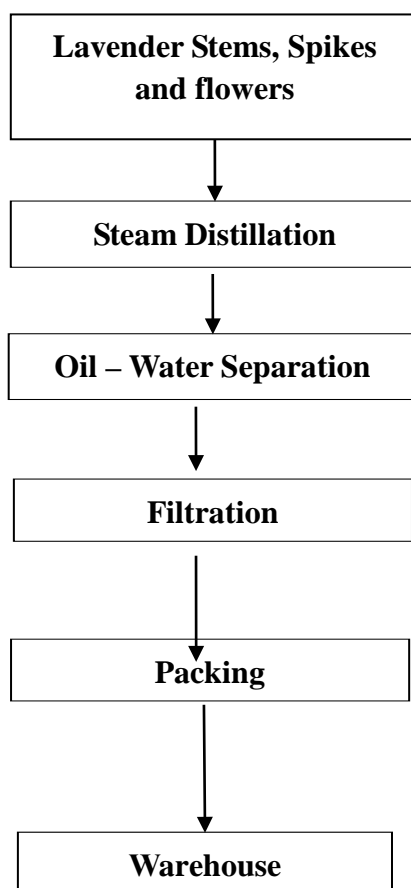 Lavender Stems, Spikes
and flowers
Steam Distillation
Oil – Water Separation
Filtration
Packing
Warehouse